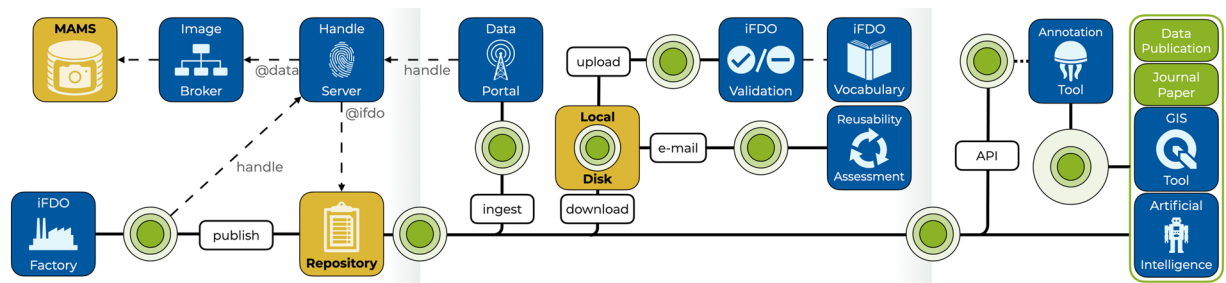 MAMS
Image
Broker
Handle
Server
@data
handle
@ifdo
handle
iFDO
Factory
publish
Repository
Data
Portal
ingest
upload
Local
Disk
download
e-mail
iFDO
Validation
iFDO
Vocabulary
Reusability
Assessment
Annotation
Tool
API
Data
Publication
Journal
Paper
GIS
Tool
Artificial
Intelligence